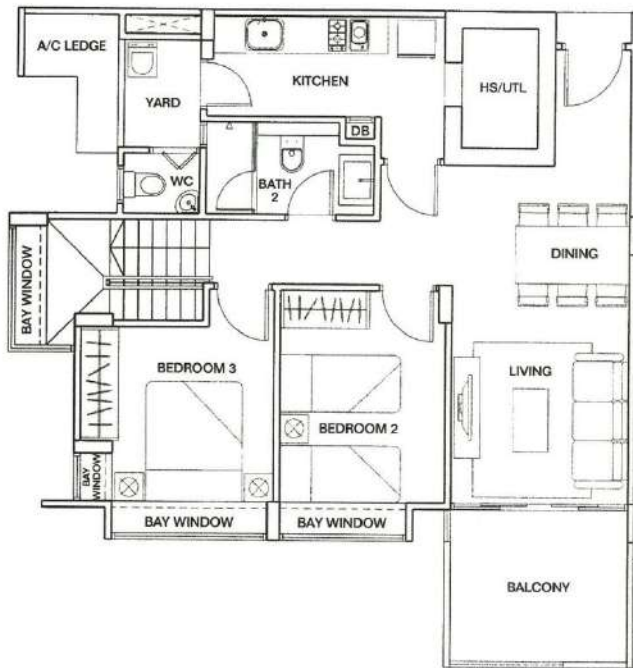 A/C LEDGE
KITCHEN
HS/UTL
YARD
DB
WC
BATH
2
BAY WINDOW
DINING
BEDROOM 3
LIVING
BEDROOM 2
BAY
WINDOW
BAY WINDOW
BAY WINDOW
BALCONY